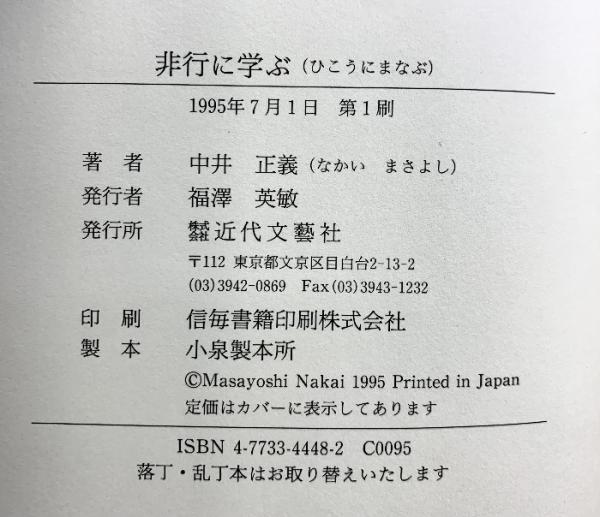 非行に学ぶ(ひこうにまなぶ)
1995年7月1日 第1刷
著者 中井 正義(なかい まさよし)
発行者 福澤 英敏
発行所 株式会社近代文藝社
〒112 東京都文京区目白台2-13-2
(03)3942-0869 Fax(03)3943-1232
印刷 信毎書籍印刷株式会社
製本 小泉製本所
©Masayoshi Nakai 1995 Printed in Japan
定価はカバーに表示してあります
ISBN 4-7733-4448-2 C0095
落丁・乱丁本はお取り替えいたします